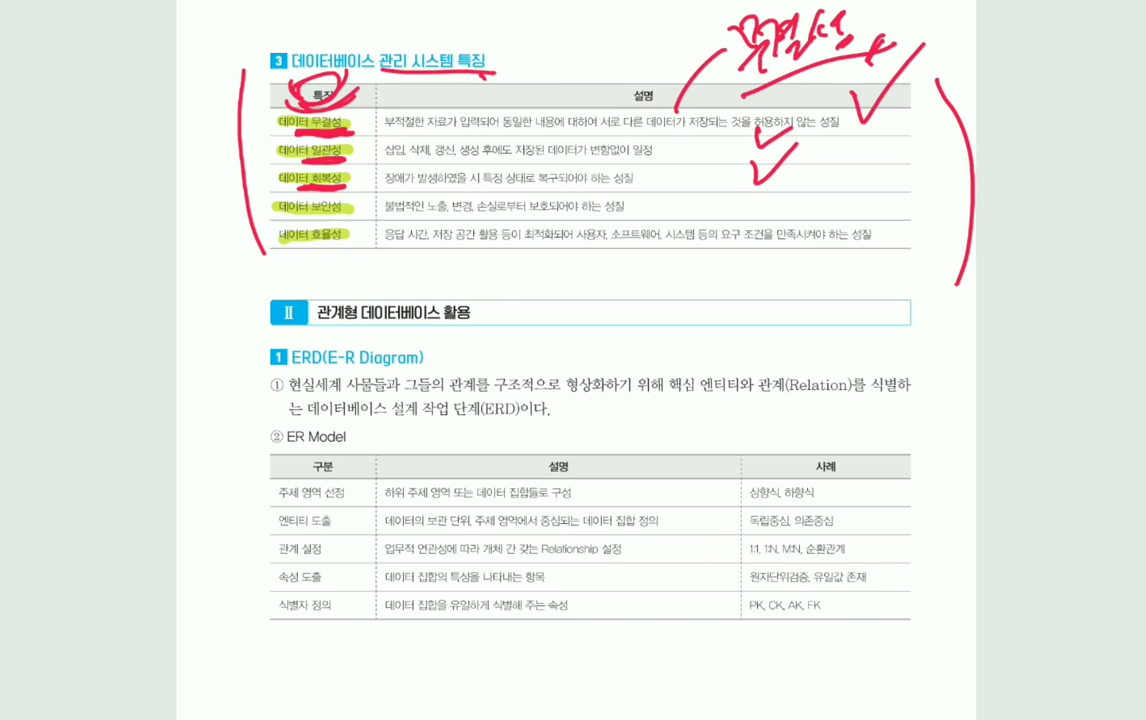 3 데이터베이스 관리 시스템 특징
특징 설명
데이터 무결성 부적절한 자료가 입력되어 동일한 내용에 대하여 서로 다른 데이터가 저장되는 것을 허용하지 않는 성질
데이터 일관성 삽입, 삭제, 갱신, 생성 후에도 저장된 데이터가 변함없이 일정
데이터 회복성 장애가 발생하였을 시 특정 상태로 복구되어야 하는 성질
데이터 보안성 불법적인 노출, 변경, 손실로부터 보호되어야 하는 성질
데이터 효율성 응답 시간, 저장 공간 활용 등이 최적화되어 사용자, 소프트웨어, 시스템 등의 요구 조건을 만족시켜야 하는 성질
Ⅱ 관계형 데이터베이스 활용
1 ERD(E-R Diagram)
① 현실세계 사물들과 그들의 관계를 구조적으로 형상화하기 위해 핵심 엔티티와 관계(Relation)를 식별하
는 데이터베이스 설계 작업 단계(ERD)이다.
② ER Model
구분 설명 사례
주제 영역 선정 하위 주제 영역 또는 데이터 집합들로 구성 상향식, 하향식
엔티티 도출 데이터의 보관 단위, 주제 영역에서 중심되는 데이터 집합 정의 독립중심, 의존중심
관계 설정 업무적 연관성에 따라 개체 간 갖는 Relationship 설정 1:1, 1:N, M:N, 순환관계
속성 도출 데이터 집합의 특성을 나타내는 항목 원자단위검증, 유일값 존재
식별자 정의 데이터 집합을 유일하게 식별해 주는 속성 PK, CK, AK, FK